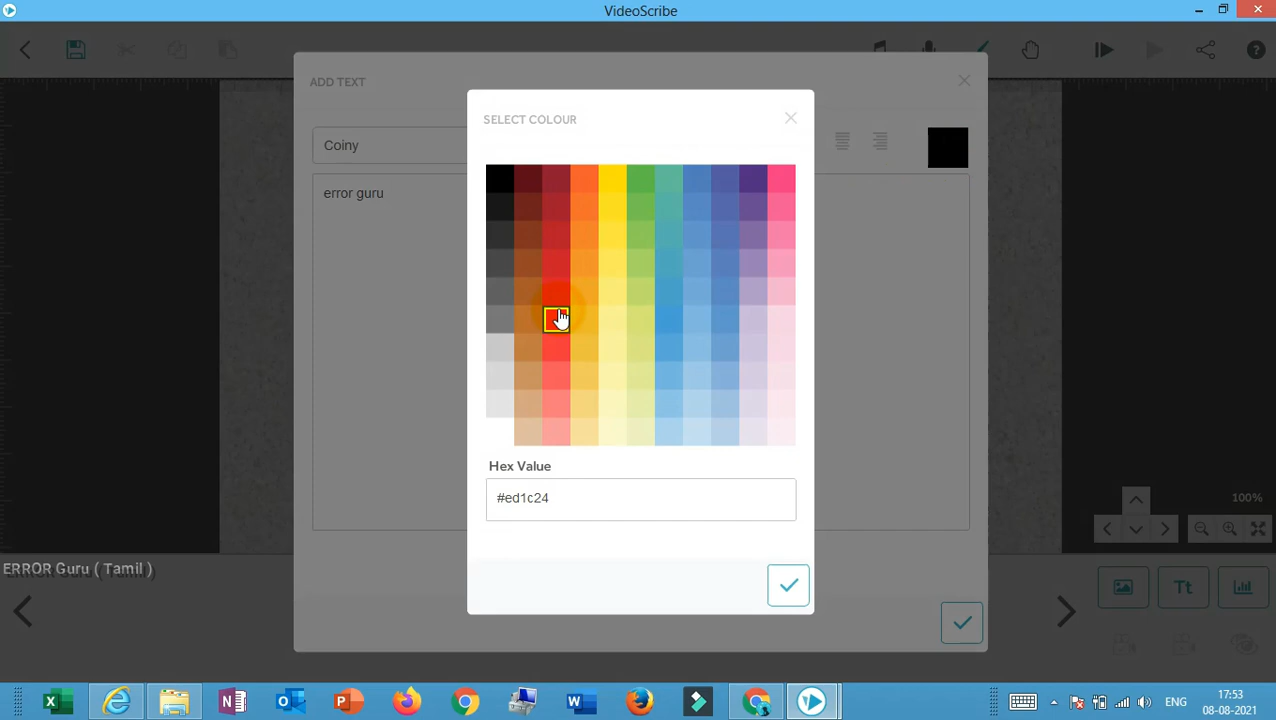 VideoScribe
ADD TEXT
SELECT COLOUR
Coiny
error guru
Hex Value
#ed1c24
100%
ERROR Guru ( Tamil )
Tt
ENG
17:53
08-08-2021